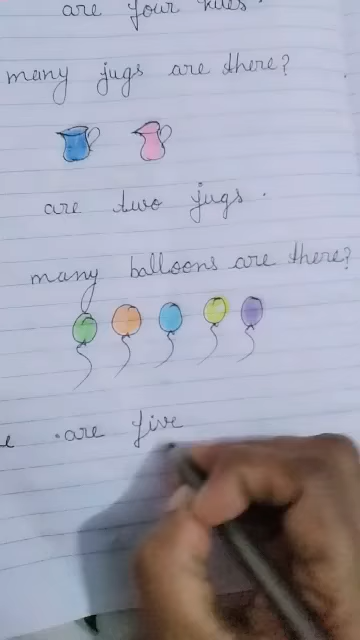 are four kites.
many jugs are there?
are two jugs.
many balloons are there?
e are five